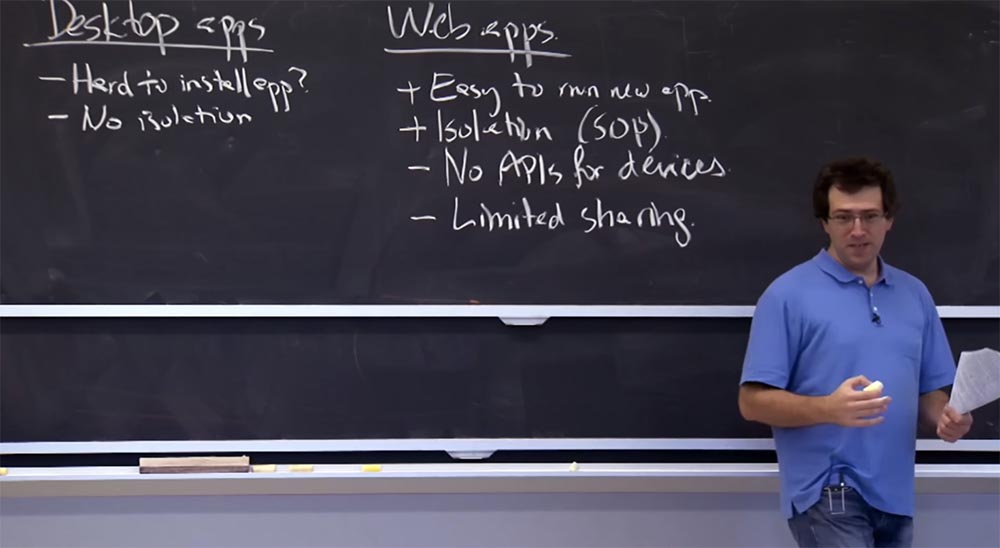 Desktop apps
- Hard to install app?
- No isolation
Web apps.
+ Easy to run new app.
+ Isolation (SOP).
- No APIs for devices.
- Limited sharing.